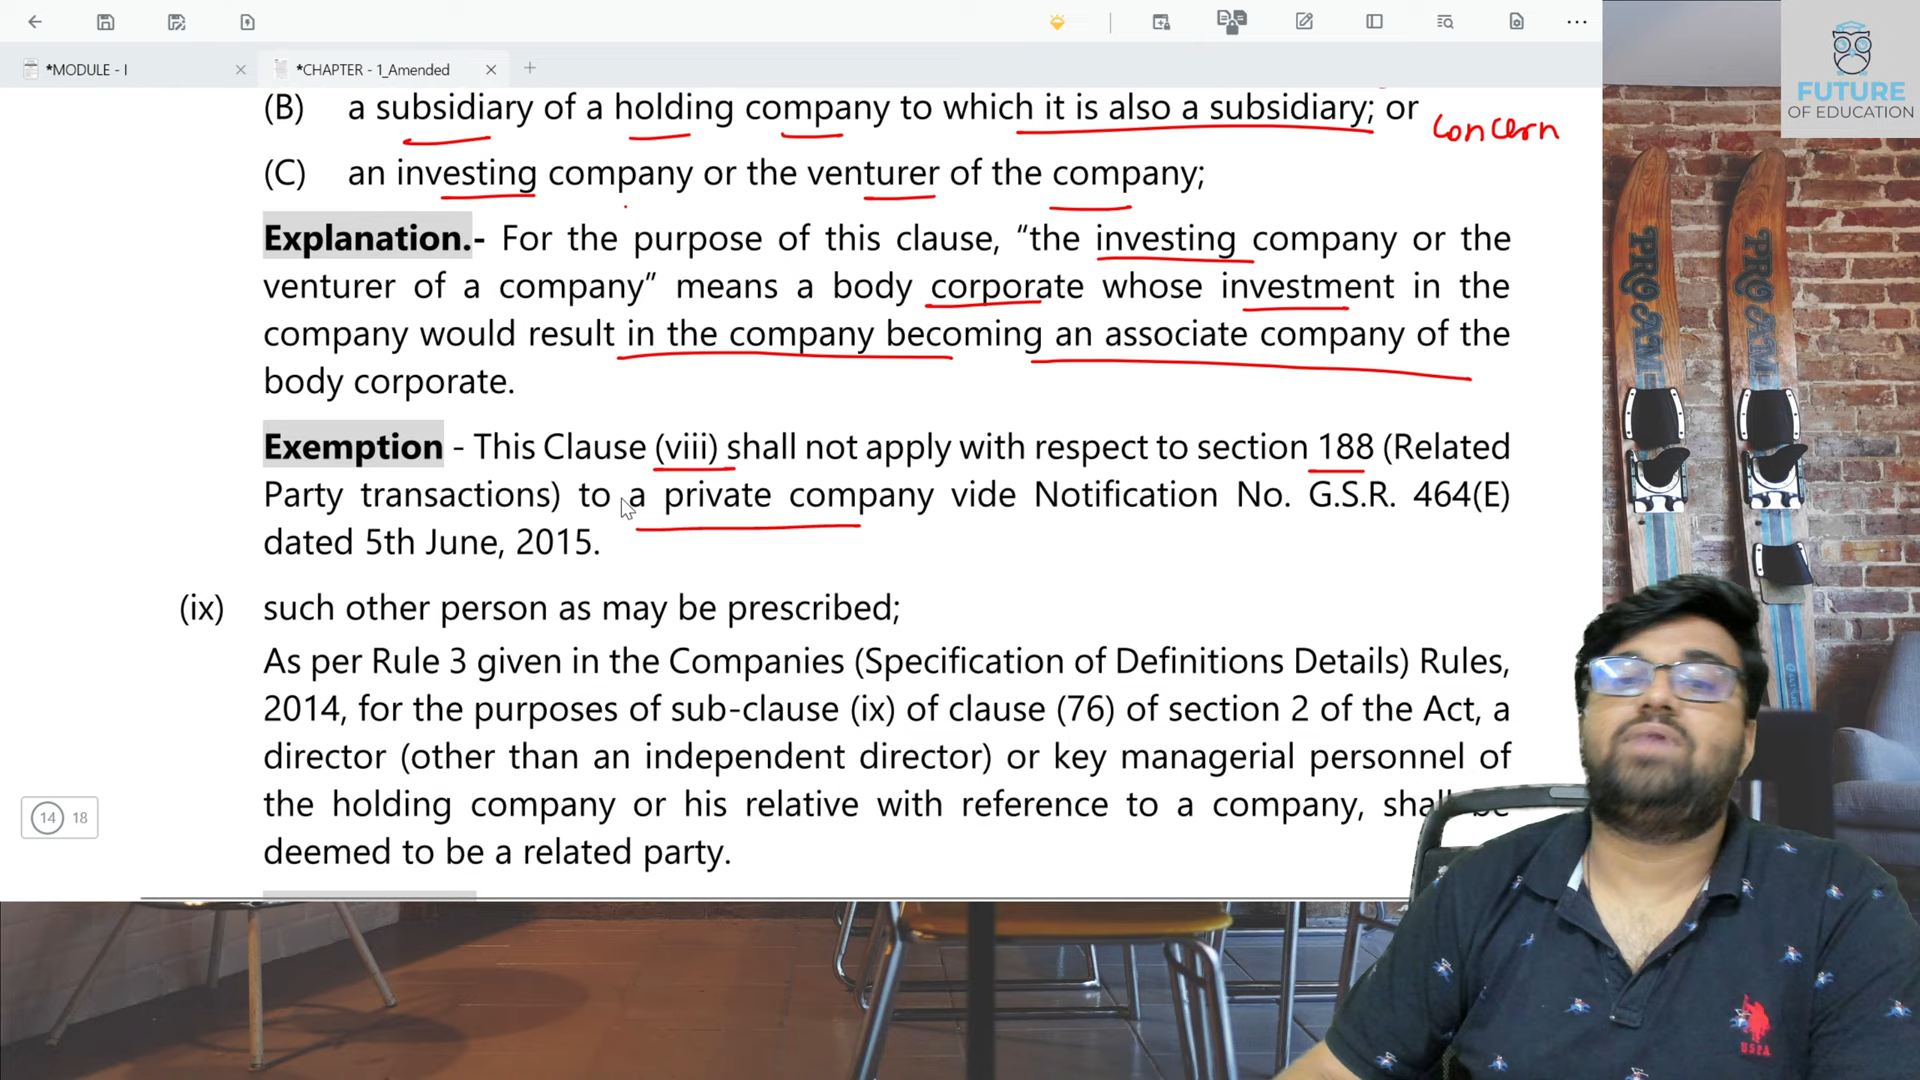 *MODULE - I
*CHAPTER - 1_Amended
FUTURE
OF EDUCATION
(B) a subsidiary of a holding company to which it is also a subsidiary; or
Concern
(C) an investing company or the venturer of the company;
Explanation.- For the purpose of this clause, “the investing company or the
venturer of a company” means a body corporate whose investment in the
company would result in the company becoming an associate company of the
body corporate.
Exemption - This Clause (viii) shall not apply with respect to section 188 (Related
Party transactions) to a private company vide Notification No. G.S.R. 464(E)
dated 5th June, 2015.
(ix) such other person as may be prescribed;
As per Rule 3 given in the Companies (Specification of Definitions Details) Rules,
2014, for the purposes of sub-clause (ix) of clause (76) of section 2 of the Act, a
director (other than an independent director) or key managerial personnel of
the holding company or his relative with reference to a company, shall be
deemed to be a related party.
14 18
PRO AM
PRO AM
USPA